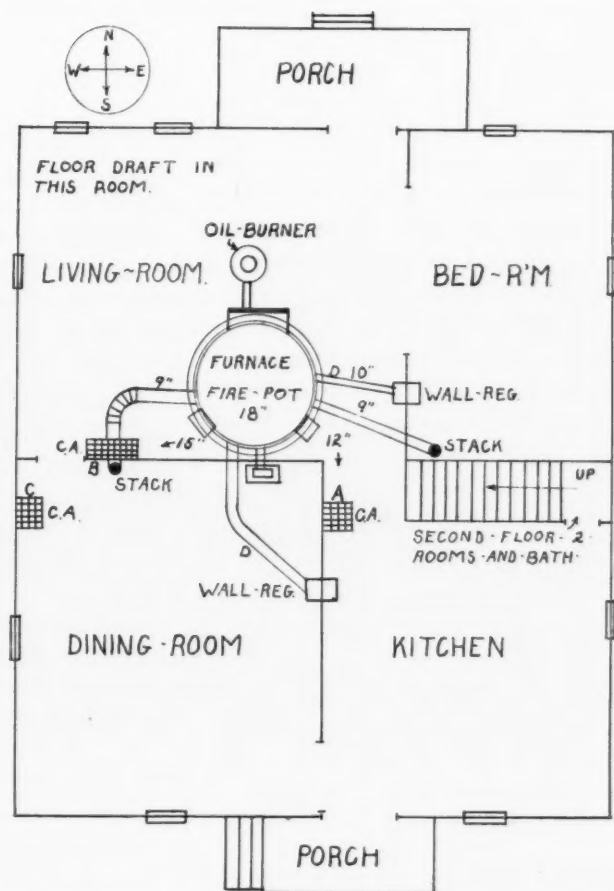 N
W E
S
PORCH
FLOOR DRAFT IN
THIS ROOM.
OIL-BURNER
LIVING-ROOM.
BED-R'M.
FURNACE
FIRE-POT
18"
D 10"
9"
WALL-REG.
9"
15"
12"
STACK
C.A.
B
STACK
UP
C
C.A.
A
C.A.
SECOND-FLOOR-2-
ROOMS-AND-BATH-
D
WALL-REG.
DINING-ROOM
KITCHEN
PORCH